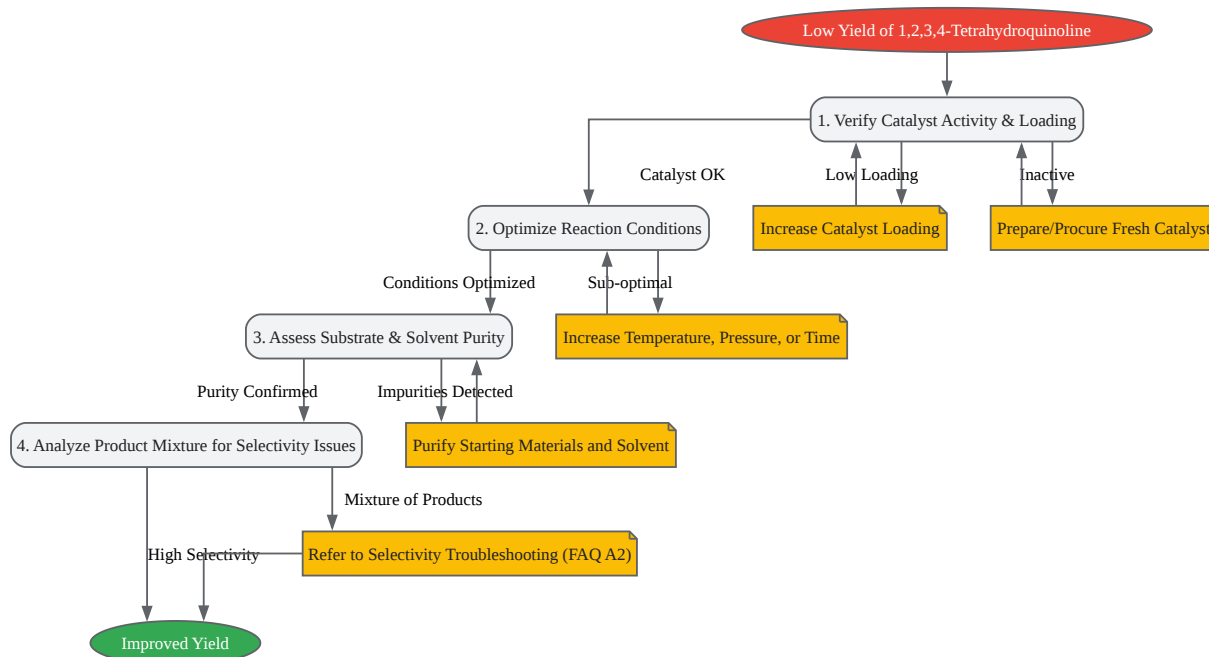 Low Yield of 1,2,3,4-Tetrahydroquinoline
1. Verify Catalyst Activity & Loading
Catalyst OK
Low Loading
Inactive
2. Optimize Reaction Conditions
Increase Catalyst Loading
Prepare/Procure Fresh Catalyst
Conditions Optimized
Sub-optimal
3. Assess Substrate & Solvent Purity
Increase Temperature, Pressure, or Time
Purity Confirmed
Impurities Detected
4. Analyze Product Mixture for Selectivity Issues
Purify Starting Materials and Solvent
Mixture of Products
High Selectivity
Refer to Selectivity Troubleshooting (FAQ A2)
Improved Yield